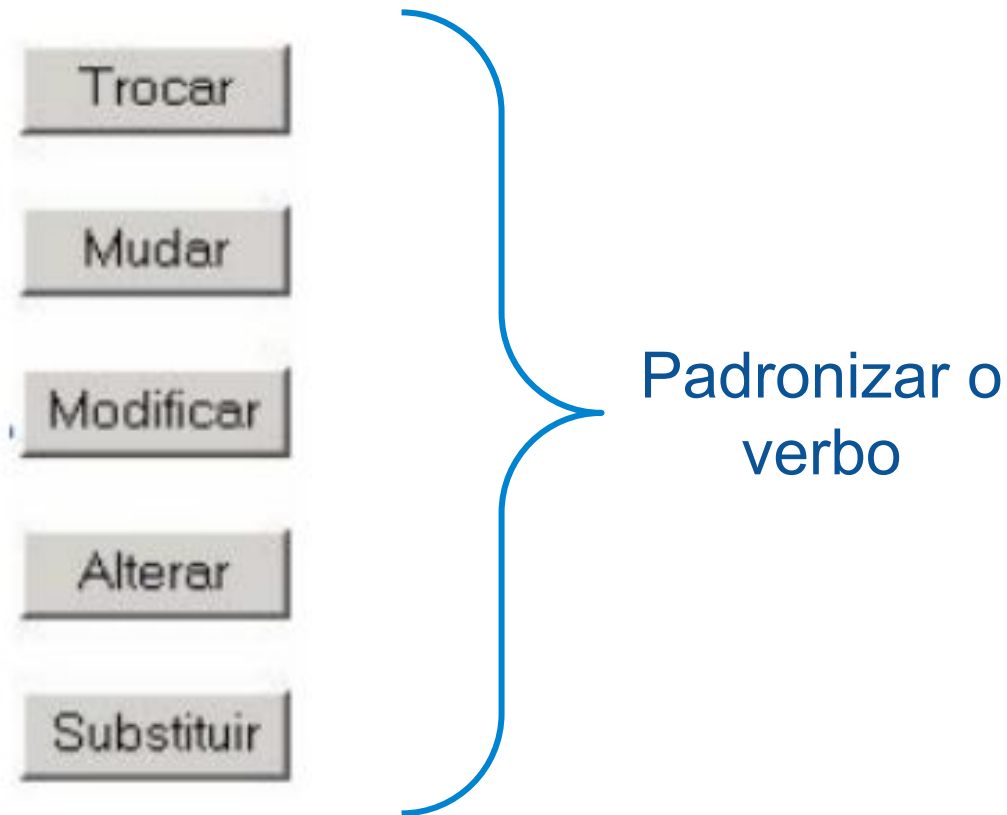 Trocar
Mudar
Modificar
Alterar
Substituir
Padronizar o
verbo